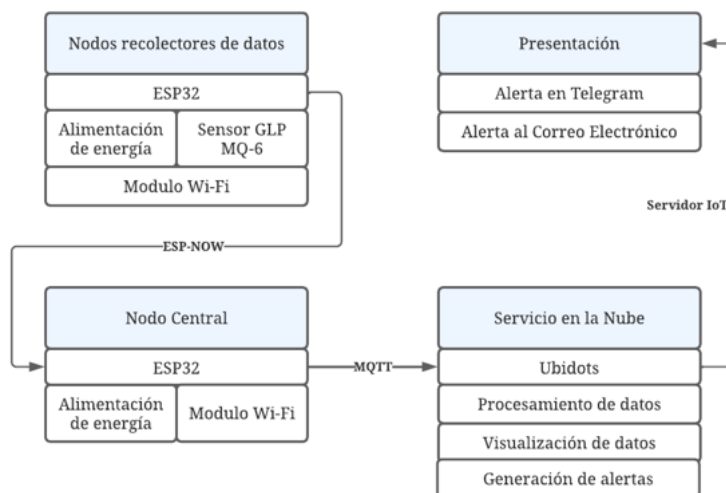 Nodos recolectores de datos
ESP32
Alimentación
de energía
Sensor GLP
MQ-6
Modulo Wi-Fi
Presentación
Alerta en Telegram
Alerta al Correo Electrónico
Servidor IoT
ESP-NOW
Nodo Central
ESP32
Alimentación
de energía
Modulo Wi-Fi
MQTT
Servicio en la Nube
Ubidots
Procesamiento de datos
Visualización de datos
Generación de alertas